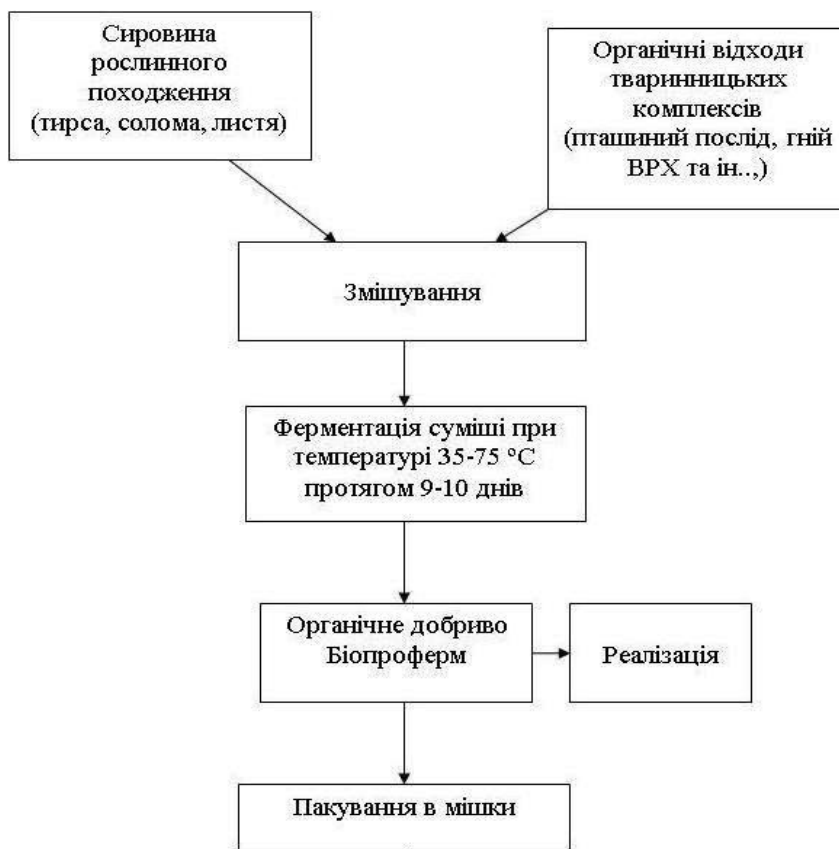 Сировина
рослинного
походження
(тирса, солома, листя)
Органічні відходи
тваринницьких
комплексів
(пташиний послід, гній
ВРХ та ін..,)
Змішування
Ферментація суміші при
температурі 35-75 °С
протягом 9-10 днів
Органічне добриво
Біопроферм
Реалізація
Пакування в мішки